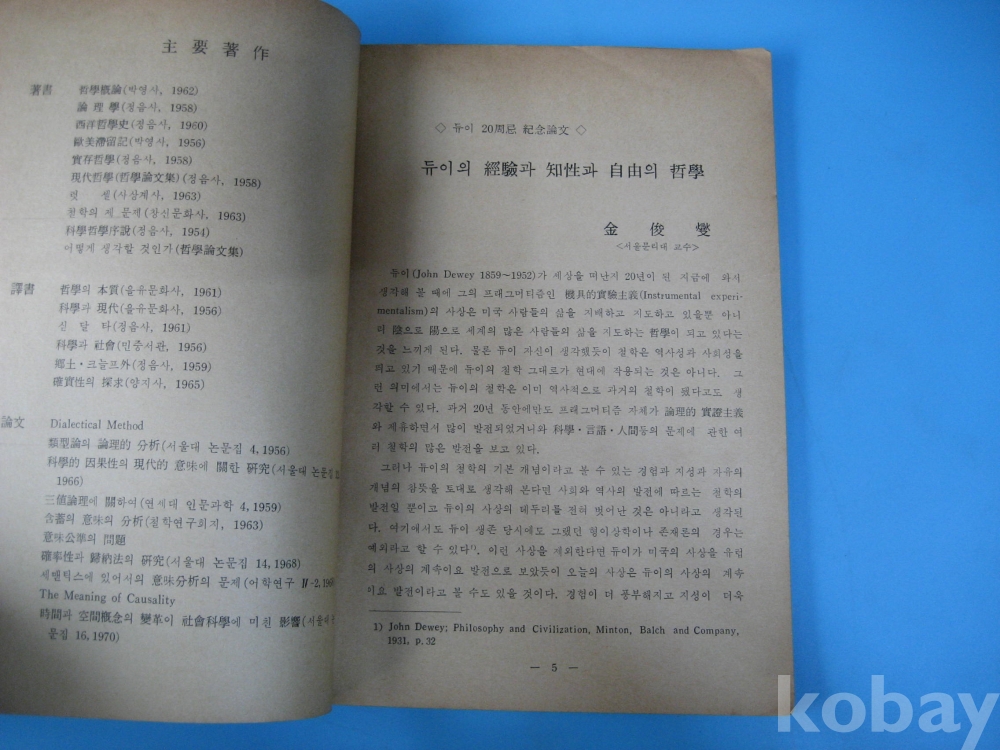 主要著作
著書 哲學槪論(박영사, 1962)
論 理 學(정음사, 1958)
西洋哲學史(정음사, 1960)
歐美滯留記(박영사, 1956)
實存哲學(정음사, 1958)
現代哲學(哲學論文集)(정음사, 1958)
럿 셀(사상계사, 1963)
철학의 제 문제(창신문화사, 1963)
科學哲學序說(정음사, 1954)
어떻게 생각할 것인가(哲學論文集)
譯書 哲學의 本質(을유문화사, 1961)
科學과 現代(을유문화사, 1956)
싣 달 타(정음사, 1961)
科學과 社會(민중서관, 1956)
鄕土·크눌프外(정음사, 1959)
確實性의 探求(양지사, 1965)
論文 Dialectical Method
類型論의 論理的 分析(서울대 논문집 4, 1956)
科學的 因果性의 現代的 意味에 關한 硏究(서울대 논문집
1966)
三値論理에 關하여(연세대 인문과학 4, 1959)
含蓄의 意味의 分析(철학연구회지, 1963)
意味公準의 問題
確率性과 歸納法의 硏究(서울대 논문집 14, 1968)
세맨틱스에 있어서의 意味分析의 문제(어학연구 Ⅳ-2,
The Meaning of Causality
時間과 空間槪念의 變革이 社會科學에 미친 影響(서울대
문집 16, 1970)
◇ 듀이 20周忌 紀念論文 ◇
듀이의 經驗과 知性과 自由의 哲學
金俊燮
<서울문리대 교수>
듀이(John Dewey 1859～1952)가 세상을 떠난지 20년이 된 지금에 와서
생각해 볼 때에 그의 프래그머티즘인 機具的實驗主義(Instrumental experi-
mentalism)의 사상은 미국 사람들의 삶을 지배하고 지도하고 있을뿐 아니
라 陰으로 陽으로 세계의 많은 사람들의 삶을 지도하는 哲學이 되고 있다는
것을 느끼게 된다. 물론 듀이 자신이 생각했듯이 철학은 역사성과 사회성을
띠고 있기 때문에 듀이의 철학 그대로가 현대에 작용되는 것은 아니다. 그
런 의미에서는 듀이의 철학은 이미 역사적으로 과거의 철학이 됐다고도 생
각할 수 있다. 과거 20년 동안에만도 프래그머티즘 자체가 論理的 實證主義
와 제휴하면서 많이 발전되었거니와 科學·言語·人間등의 문제에 관한 여
러 철학의 많은 발전을 보고 있다.
그러나 듀이의 철학의 기본 개념이라고 볼 수 있는 경험과 지성과 자유의
개념의 참뜻을 토대로 생각해 본다면 사회와 역사의 발전에 따르는 철학의
발전일 뿐이고 듀이의 사상의 테두리를 전혀 벗어난 것은 아니라고 생각된
다. 여기에서도 듀이 생존 당시에도 그랬던 형이상학이나 존재론의 경우는
예외라고 할 수 있다¹⁾. 이런 사상을 제외한다면 듀이가 미국의 사상을 유럽
의 사상의 계속이요 발전으로 보았듯이 오늘의 사상은 듀이의 사상의 계속
이요 발전이라고 볼 수도 있을 것이다. 경험이 더 풍부해지고 지성이 더욱
1) John Dewey; Philosophy and Civilization, Minton, Balch and Company,
1931, p. 32
— 5 —
kobay